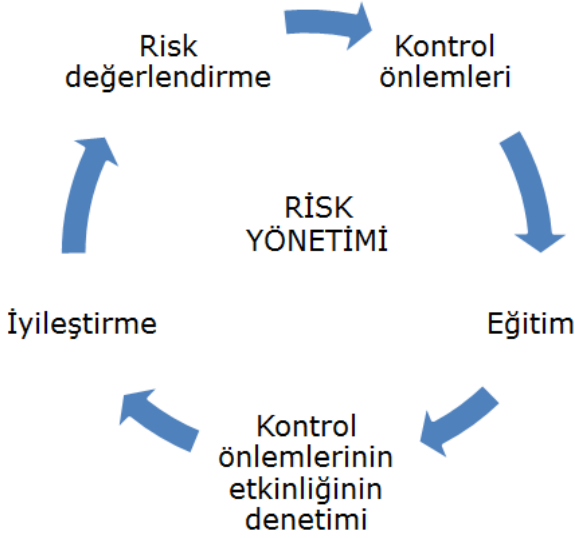 Risk
değerlendirme
Kontrol
önlemleri
RİSK
YÖNETİMİ
İyileştirme
Eğitim
Kontrol
önlemlerinin
etkinliğinin
denetimi